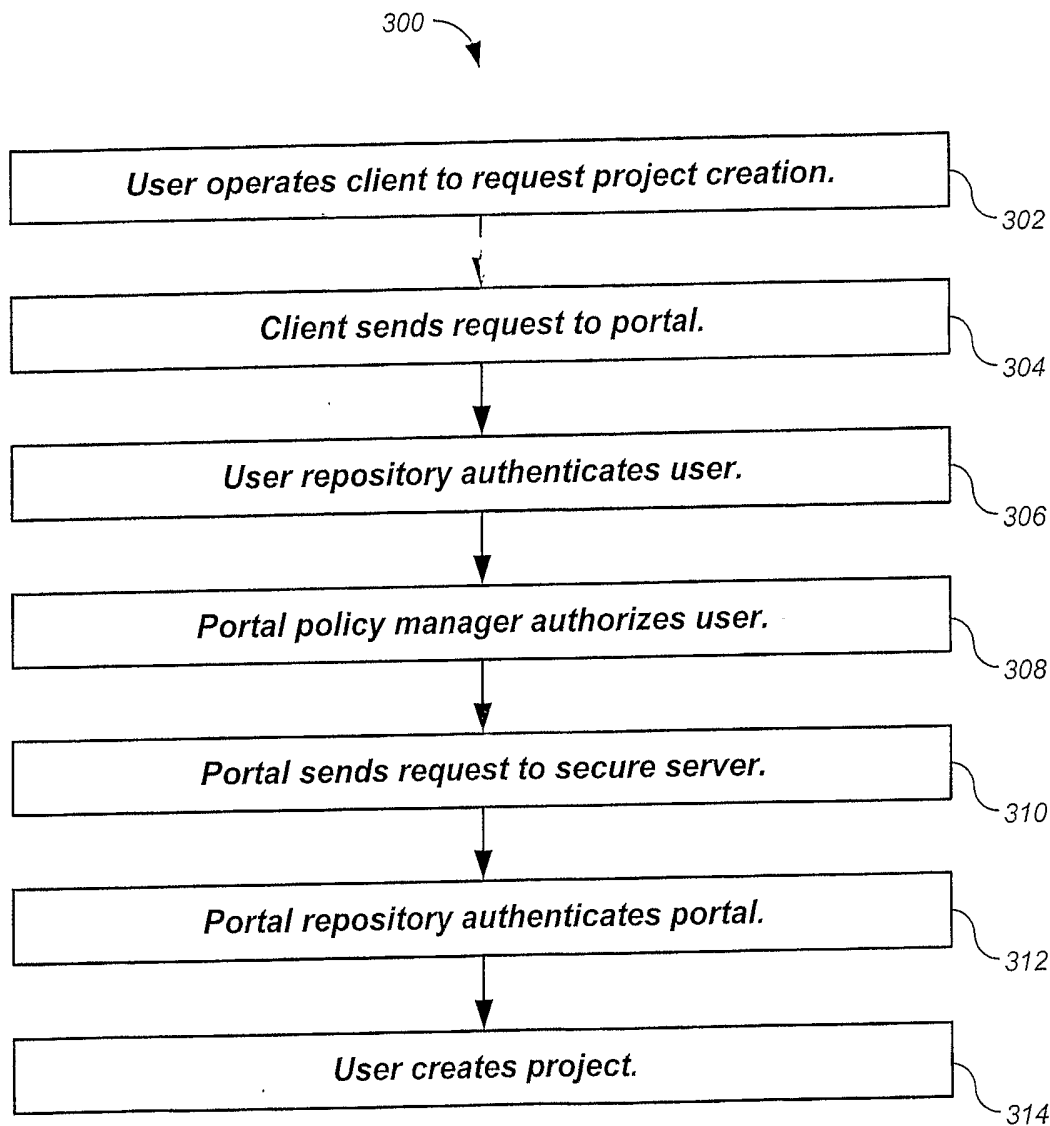 300
User operates client to request project creation.
302
Client sends request to portal.
304
User repository authenticates user.
306
Portal policy manager authorizes user.
308
Portal sends request to secure server.
310
Portal repository authenticates portal.
312
User creates project.
314